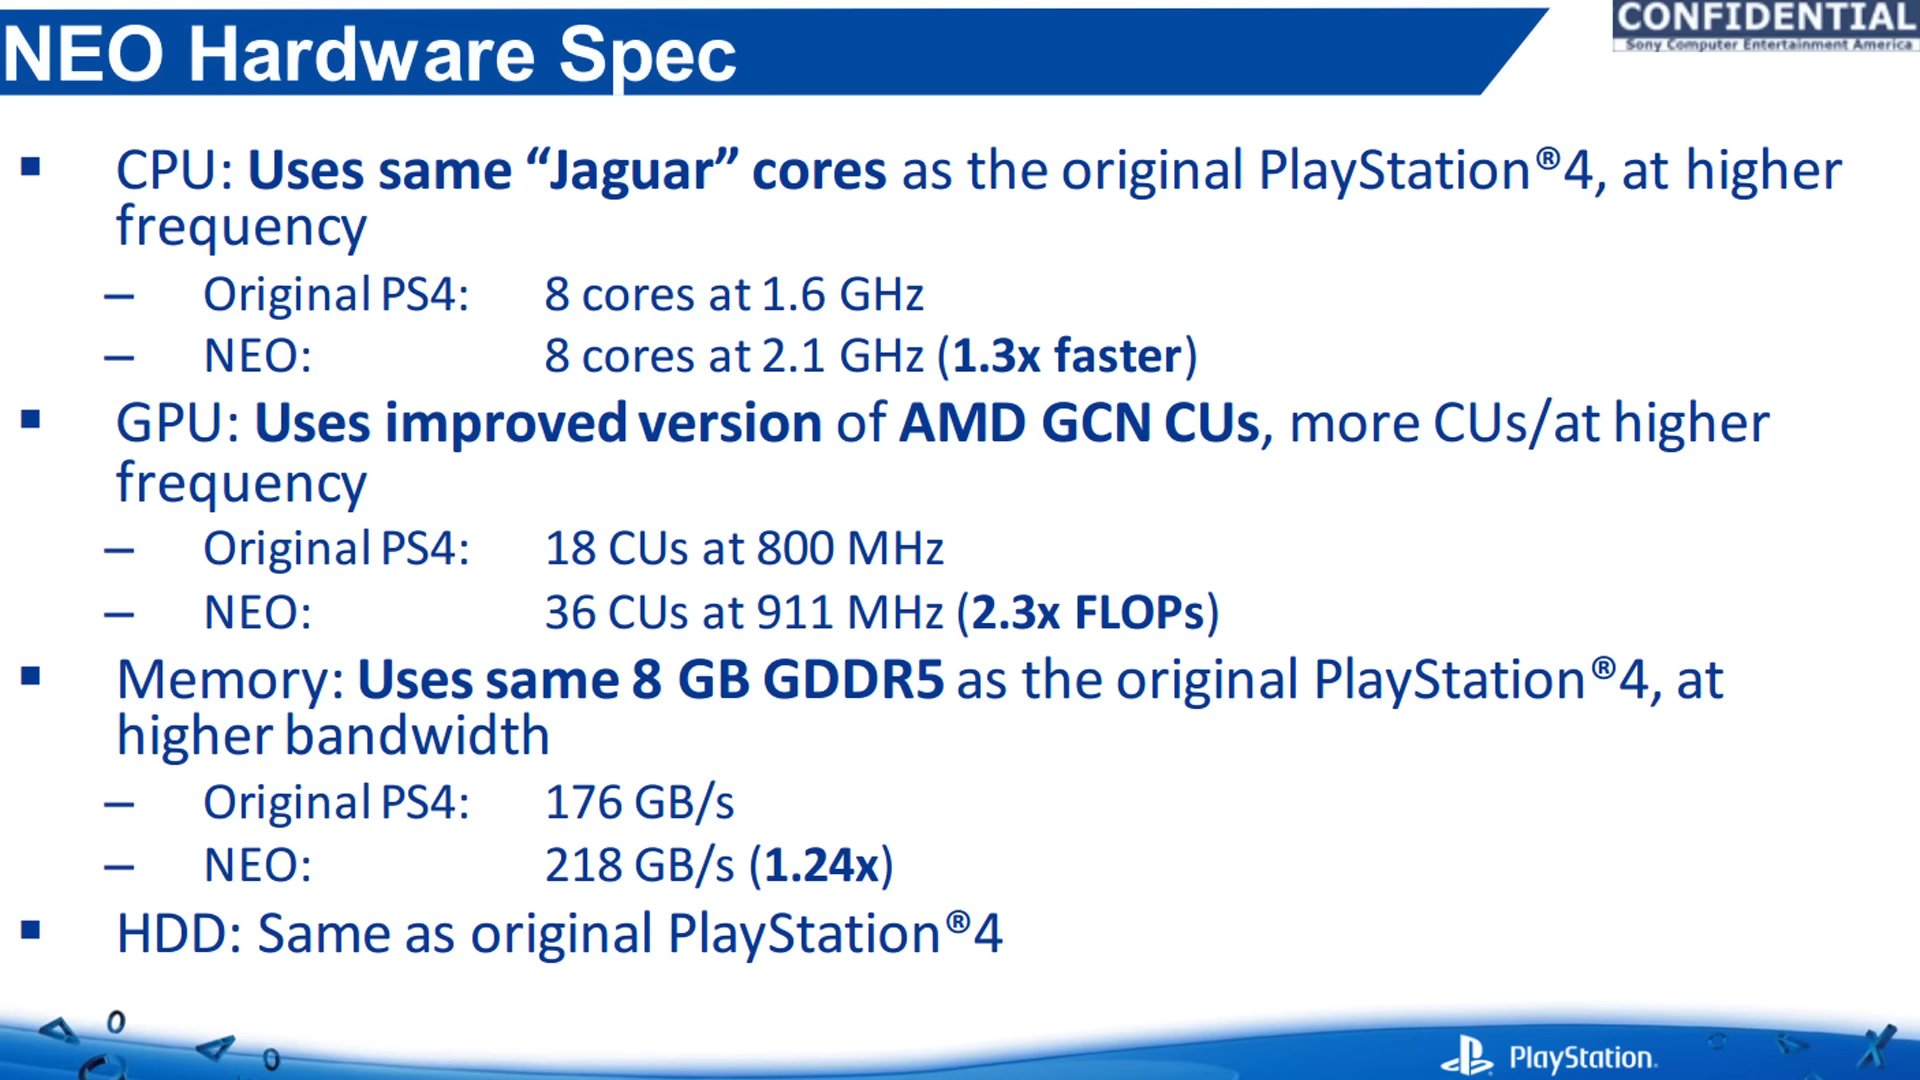 NEO Hardware Spec
CONFIDENTIAL
Sony Computer Entertainment America
▪ CPU: Uses same “Jaguar” cores as the original PlayStation®4, at higher
frequency
– Original PS4: 8 cores at 1.6 GHz
– NEO: 8 cores at 2.1 GHz (1.3x faster)
▪ GPU: Uses improved version of AMD GCN CUs, more CUs/at higher
frequency
– Original PS4: 18 CUs at 800 MHz
– NEO: 36 CUs at 911 MHz (2.3x FLOPs)
▪ Memory: Uses same 8 GB GDDR5 as the original PlayStation®4, at
higher bandwidth
– Original PS4: 176 GB/s
– NEO: 218 GB/s (1.24x)
▪ HDD: Same as original PlayStation®4
PlayStation.